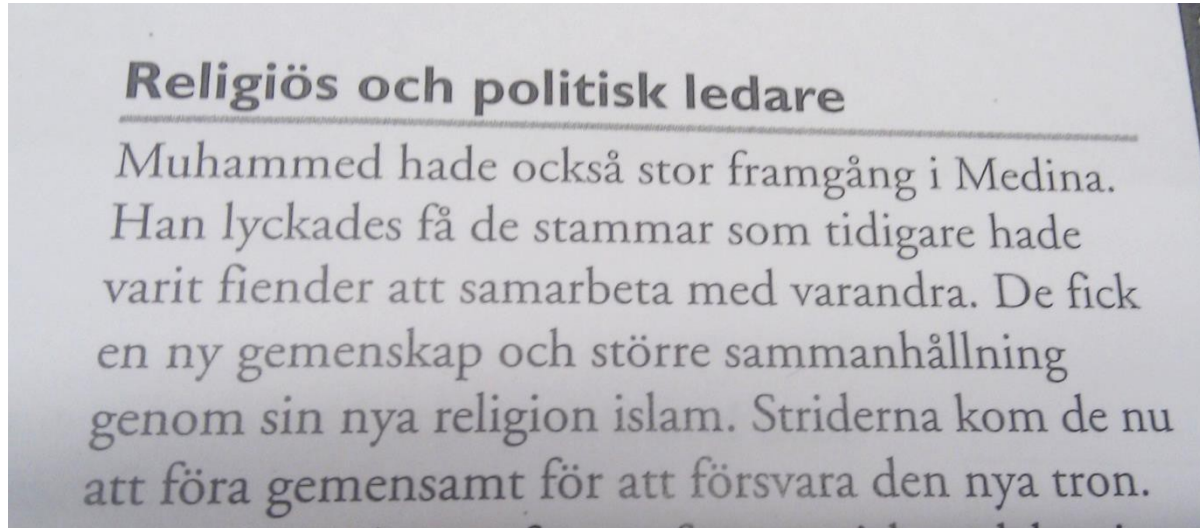 Religiös och politisk ledare
Muhammed hade också stor framgång i Medina.
Han lyckades få de stammar som tidigare hade
varit fiender att samarbeta med varandra. De fick
en ny gemenskap och större sammanhållning
genom sin nya religion islam. Striderna kom de nu
att föra gemensamt för att försvara den nya tron.